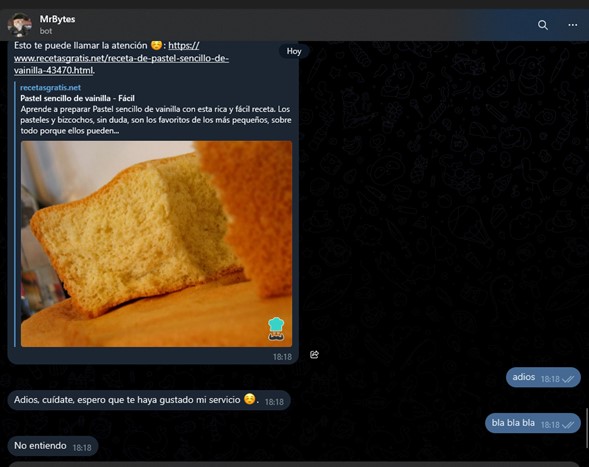 MrBytes
bot
Esto te puede llamar la atención ☺️: https://
www.recetasgratis.net/receta-de-pastel-sencillo-de-
vainilla-43470.html.
Hoy
recetasgratis.net
Pastel sencillo de vainilla - Fácil
Aprende a preparar Pastel sencillo de vainilla con esta rica y fácil receta. Los
pasteles y bizcochos, sin duda, son los favoritos de los más pequeños, sobre
todo porque ellos pueden...
18:18
adios 18:18
Adios, cuídate, espero que te haya gustado mi servicio ☺️. 18:18
bla bla bla 18:18
No entiendo 18:18